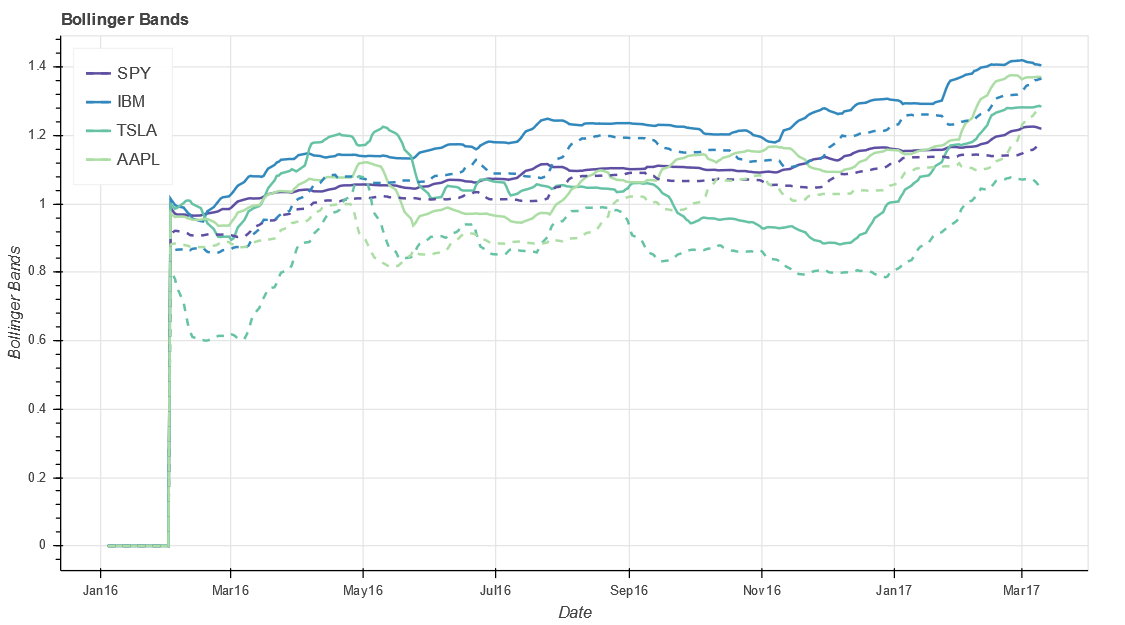 Bollinger Bands
SPY
IBM
TSLA
AAPL
1.4
1.2
1
0.8
0.6
0.4
0.2
0
Bollinger Bands
Jan16
Mar16
May16
Jul16
Sep16
Nov16
Jan17
Mar17
Date